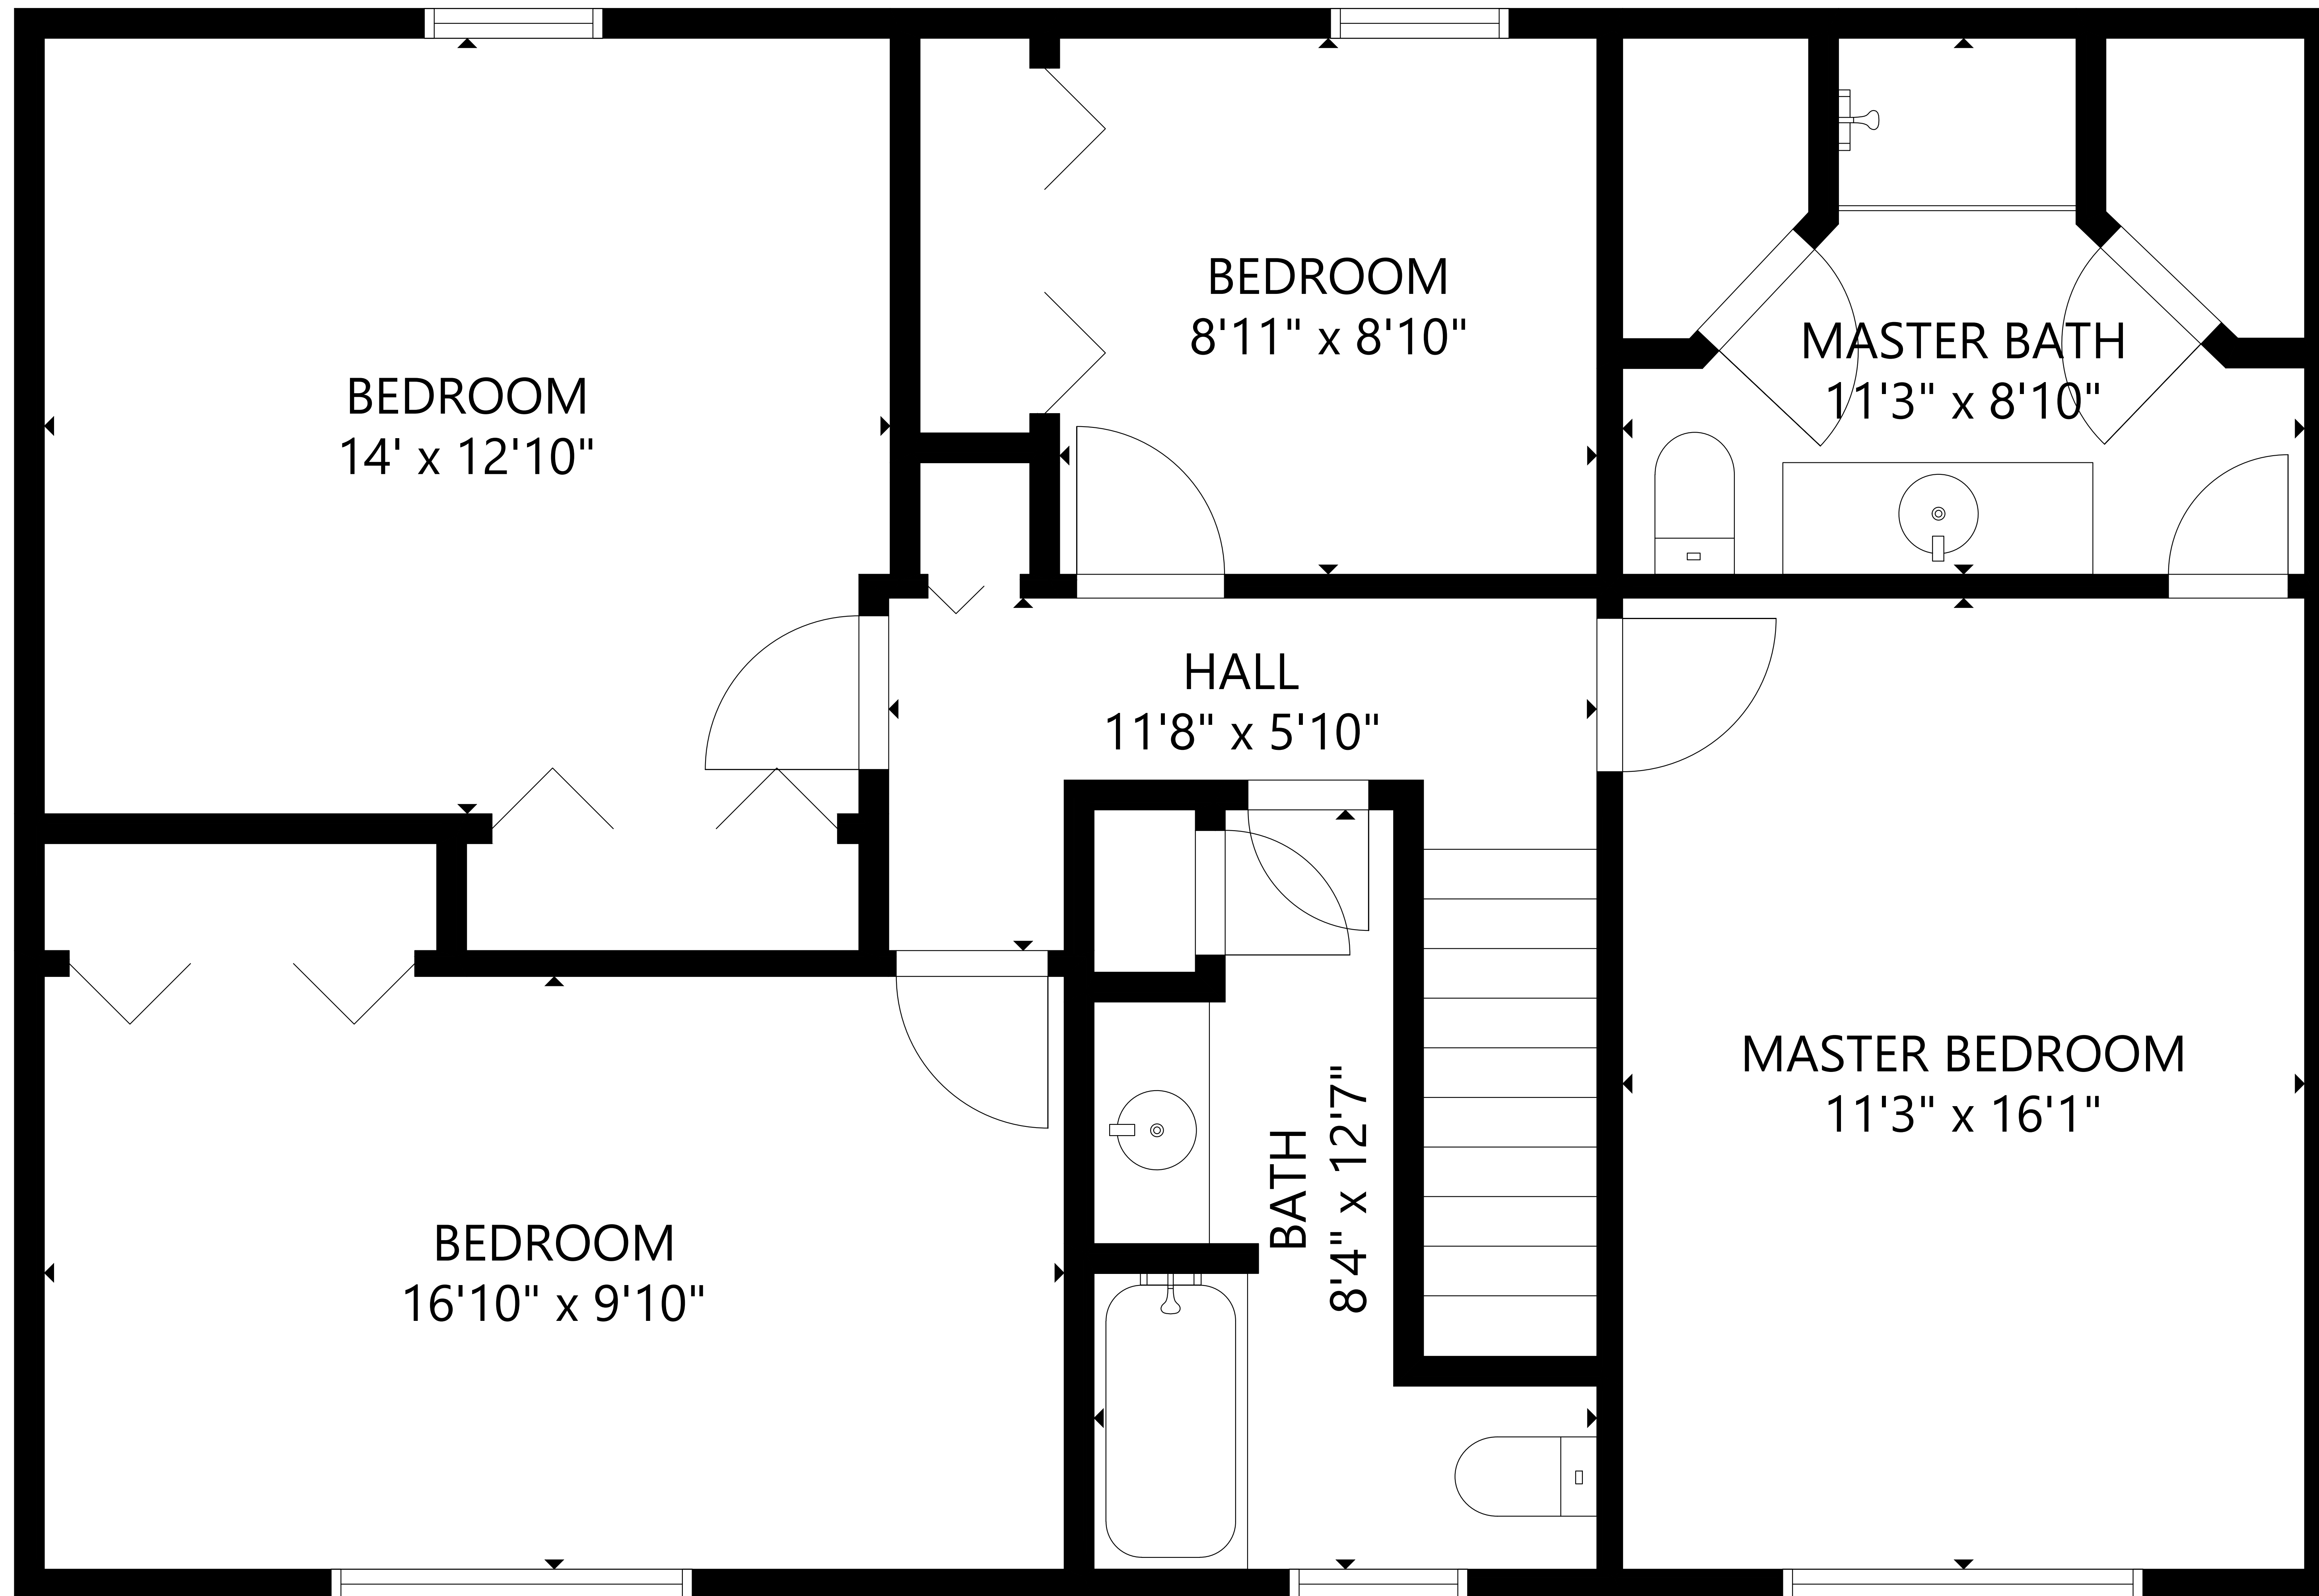 BEDROOM
8'11" x 8'10"
MASTER BATH
11'3" x 8'10"
BEDROOM
14' x 12'10"
HALL
11'8" x 5'10"
MASTER BEDROOM
11'3" x 16'1"
BATH
8'4" x 12'7"
BEDROOM
16'10" x 9'10"